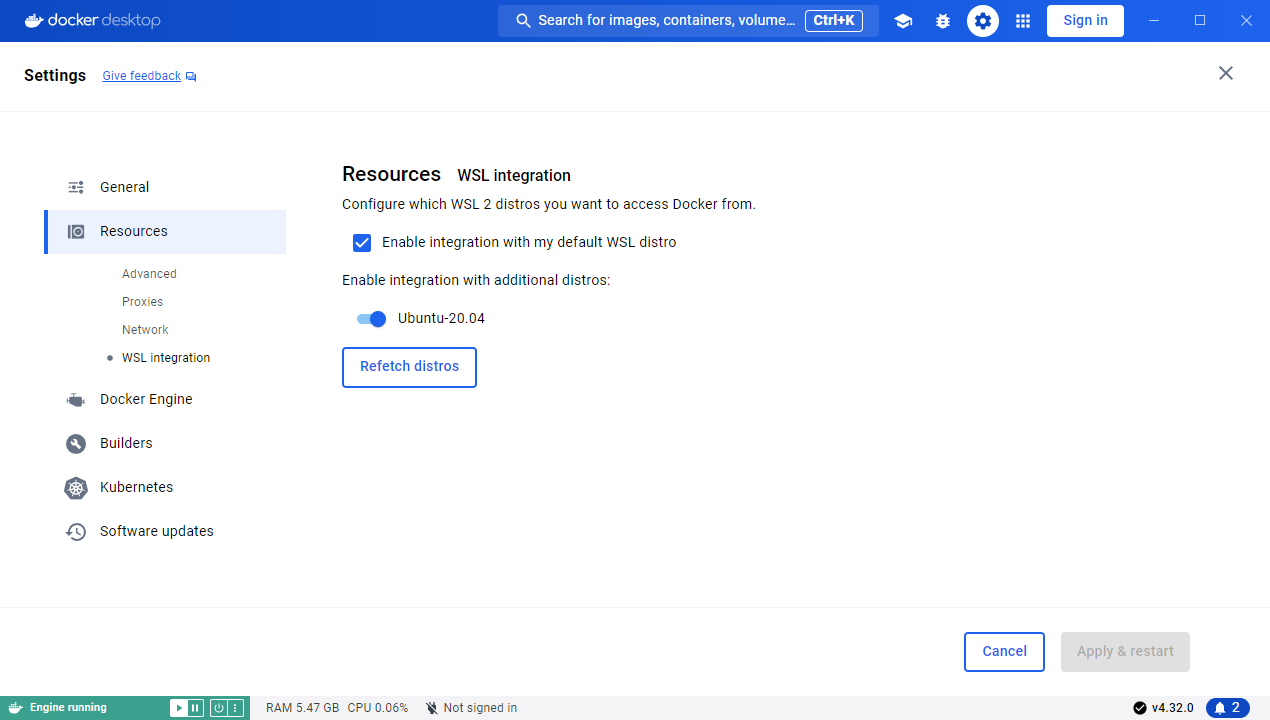 docker desktop
Search for images, containers, volume... Ctrl+K
Sign in
Settings
Give feedback
General
Resources
Advanced
Proxies
Network
WSL integration
Docker Engine
Builders
Kubernetes
Software updates
Resources WSL integration
Configure which WSL 2 distros you want to access Docker from.
Enable integration with my default WSL distro
Enable integration with additional distros:
Ubuntu-20.04
Refetch distros
Cancel
Apply & restart
Engine running
RAM 5.47 GB CPU 0.06%
Not signed in
v4.32.0
2